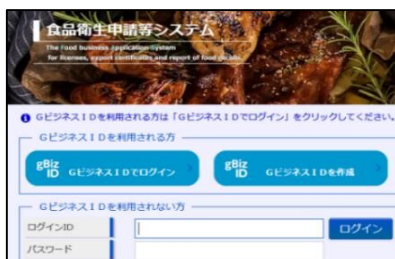 食品衛生申請等システム
The Food business Application System
for licenses, export certificates and report of food recalls
GビジネスIDを利用される方は「GビジネスIDでログイン」をクリックしてください。
GビジネスIDを利用される方
gBiz ID GビジネスIDでログイン
gBiz ID GビジネスIDを作成
GビジネスIDを利用されない方
ログインID
ログイン
パスワード